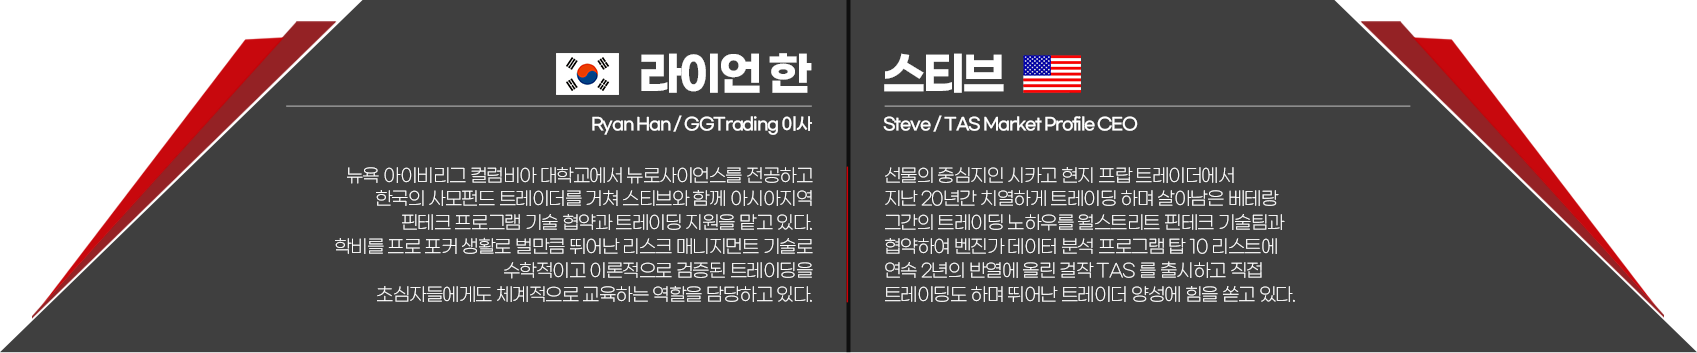 라이언 한
Ryan Han / GGTrading 이사
뉴욕 아이비리그 컬럼비아 대학교에서 뉴로사이언스를 전공하고
한국의 사모펀드 트레이더를 거쳐 스티브와 함께 아시아지역
핀테크 프로그램 기술 협약과 트레이딩 지원을 맡고 있다.
학비를 프로 포커 생활로 벌만큼 뛰어난 리스크 매니지먼트 기술로
수학적이고 이론적으로 검증된 트레이딩을
초심자들에게도 체계적으로 교육하는 역할을 담당하고 있다.
스티브
Steve / TAS Market Profile CEO
선물의 중심지인 시카고 현지 프랍 트레이더에서
지난 20년간 치열하게 트레이딩 하며 살아남은 베테랑
그간의 트레이딩 노하우를 월스트리트 핀테크 기술팀과
협약하여 벤진가 데이터 분석 프로그램 탑 10 리스트에
연속 2년의 반열에 올린 걸작 TAS 를 출시하고 직접
트레이딩도 하며 뛰어난 트레이더 양성에 힘을 쏟고 있다.